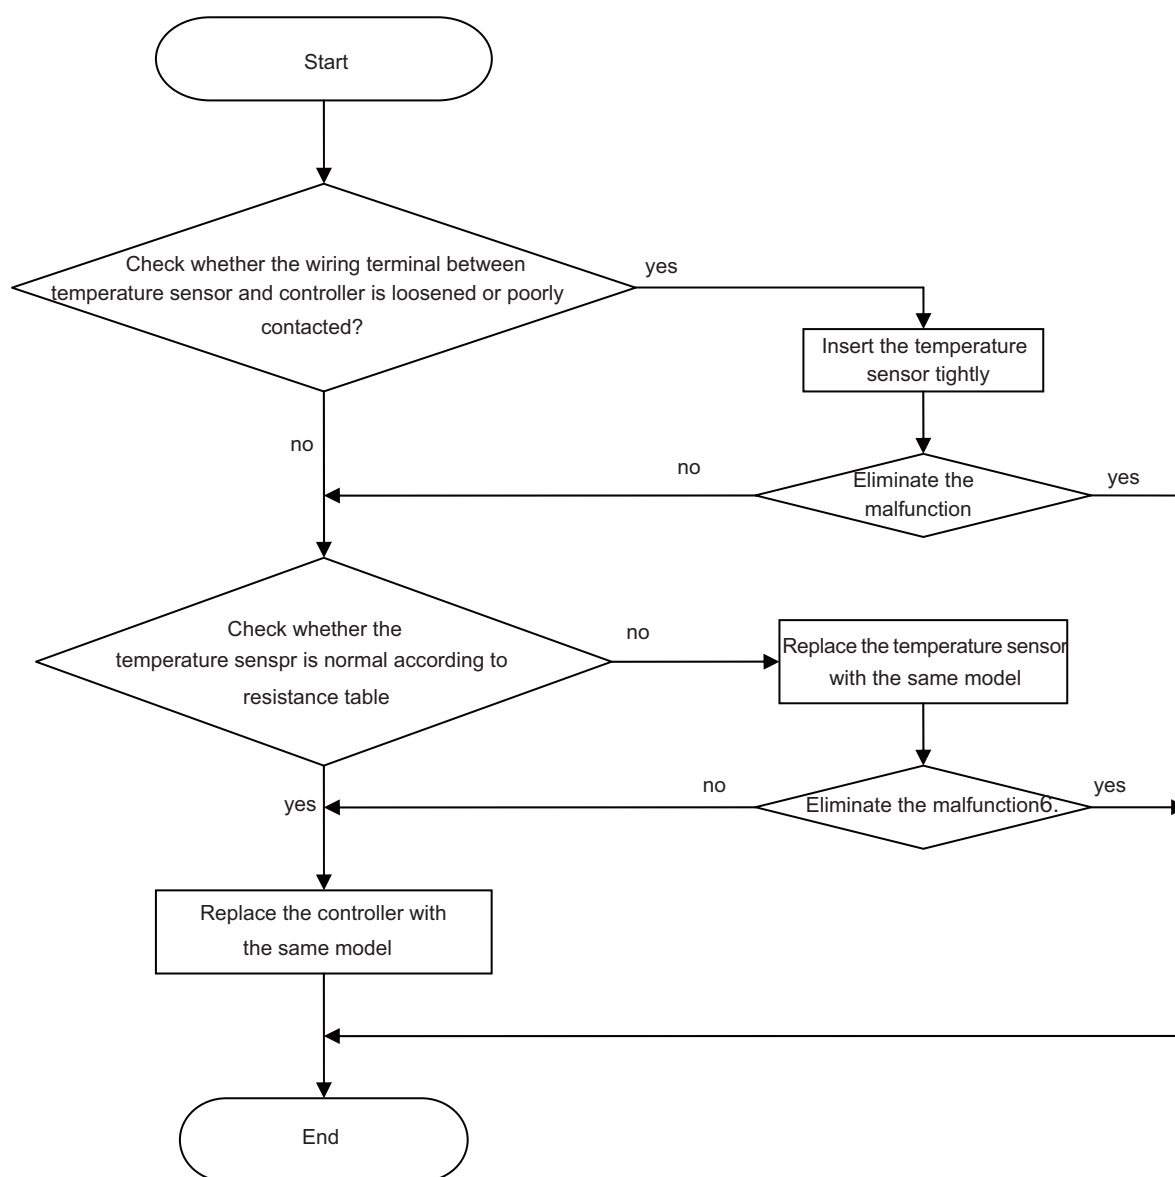 Start
Check whether the wiring terminal between
temperature sensor and controller is loosened or poorly
contacted?
yes
Insert the temperature
sensor tightly
no
no
Eliminate the
malfunction
yes
Check whether the
temperature senspr is normal according to
resistance table
no
Replace the temperature sensor
with the same model
yes
no
Eliminate the malfunction6.
yes
Replace the controller with
the same model
End